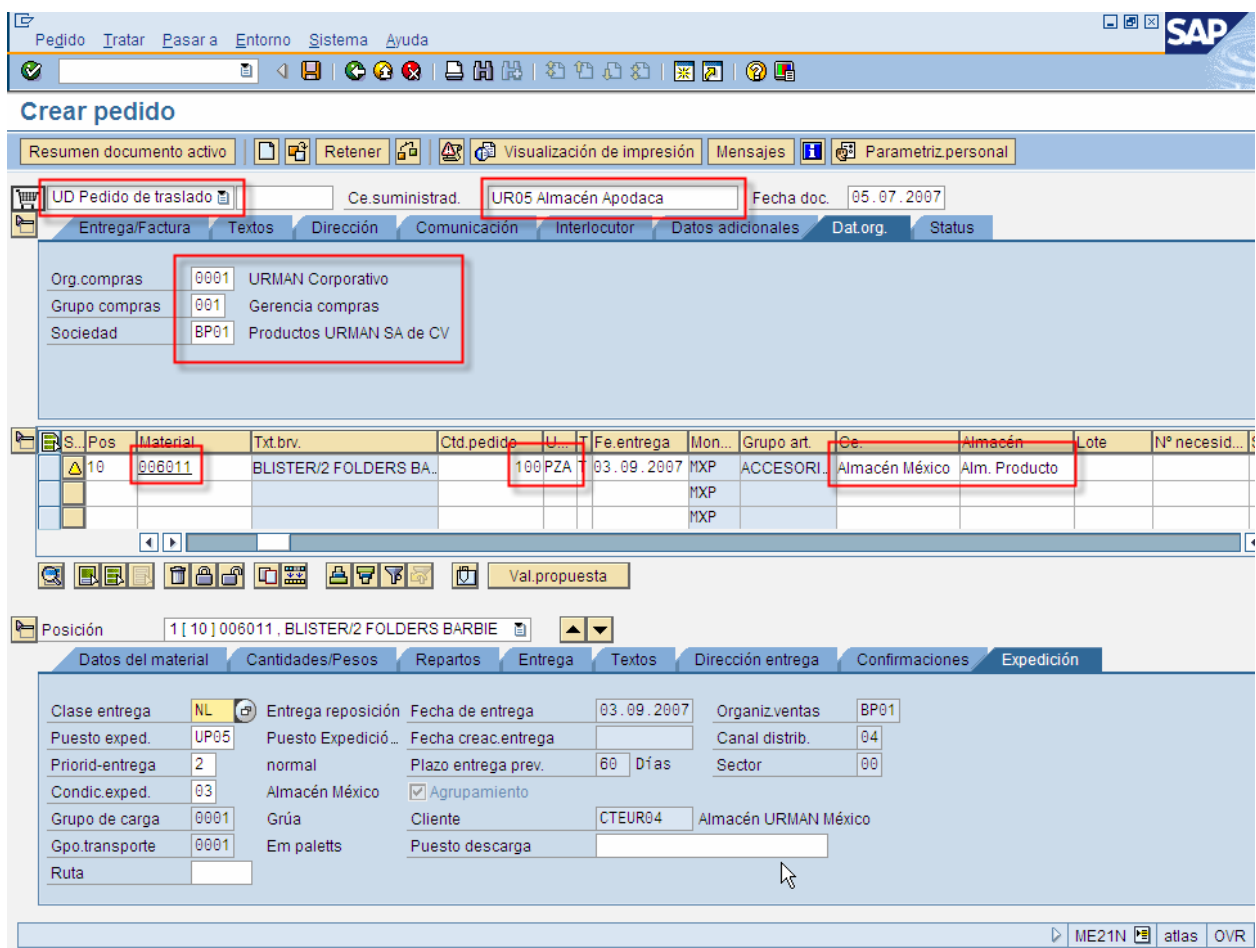 Pedido Tratar Pasar a Entorno Sistema Ayuda
SAP
Crear pedido
Resumen documento activo Retener Visualización de impresión Mensajes Parametriz.personal
UD Pedido de traslado Ce.suministrad. UR05 Almacén Apodaca Fecha doc. 05.07.2007
Entrega/Factura Textos Dirección Comunicación Interlocutor Datos adicionales Dat.org. Status
Org.compras 0001 URMAN Corporativo
Grupo compras 001 Gerencia compras
Sociedad BP01 Productos URMAN SA de CV
S... Pos Material Txt.brv. Ctd.pedido U... T Fe.entrega Mon... Grupo art. Ce. Almacén Lote Nº necesid... S
10 006011 BLISTER/2 FOLDERS BA.. 100 PZA T 03.09.2007 MXP ACCESORI.. Almacén México Alm. Producto
MXP
MXP
Val.propuesta
Posición 1 [ 10 ] 006011 , BLISTER/2 FOLDERS BARBIE
Datos del material Cantidades/Pesos Repartos Entrega Textos Dirección entrega Confirmaciones Expedición
Clase entrega NL Entrega reposición Fecha de entrega 03.09.2007 Organiz.ventas BP01
Puesto exped. UP05 Puesto Expedició... Fecha creac.entrega Canal distrib. 04
Priorid-entrega 2 normal Plazo entrega prev. 60 Días Sector 00
Condic.exped. 03 Almacén México Agrupamiento
Grupo de carga 0001 Grúa Cliente CTEUR04 Almacén URMAN México
Gpo.transporte 0001 Em paletts Puesto descarga
Ruta
ME21N atlas OVR